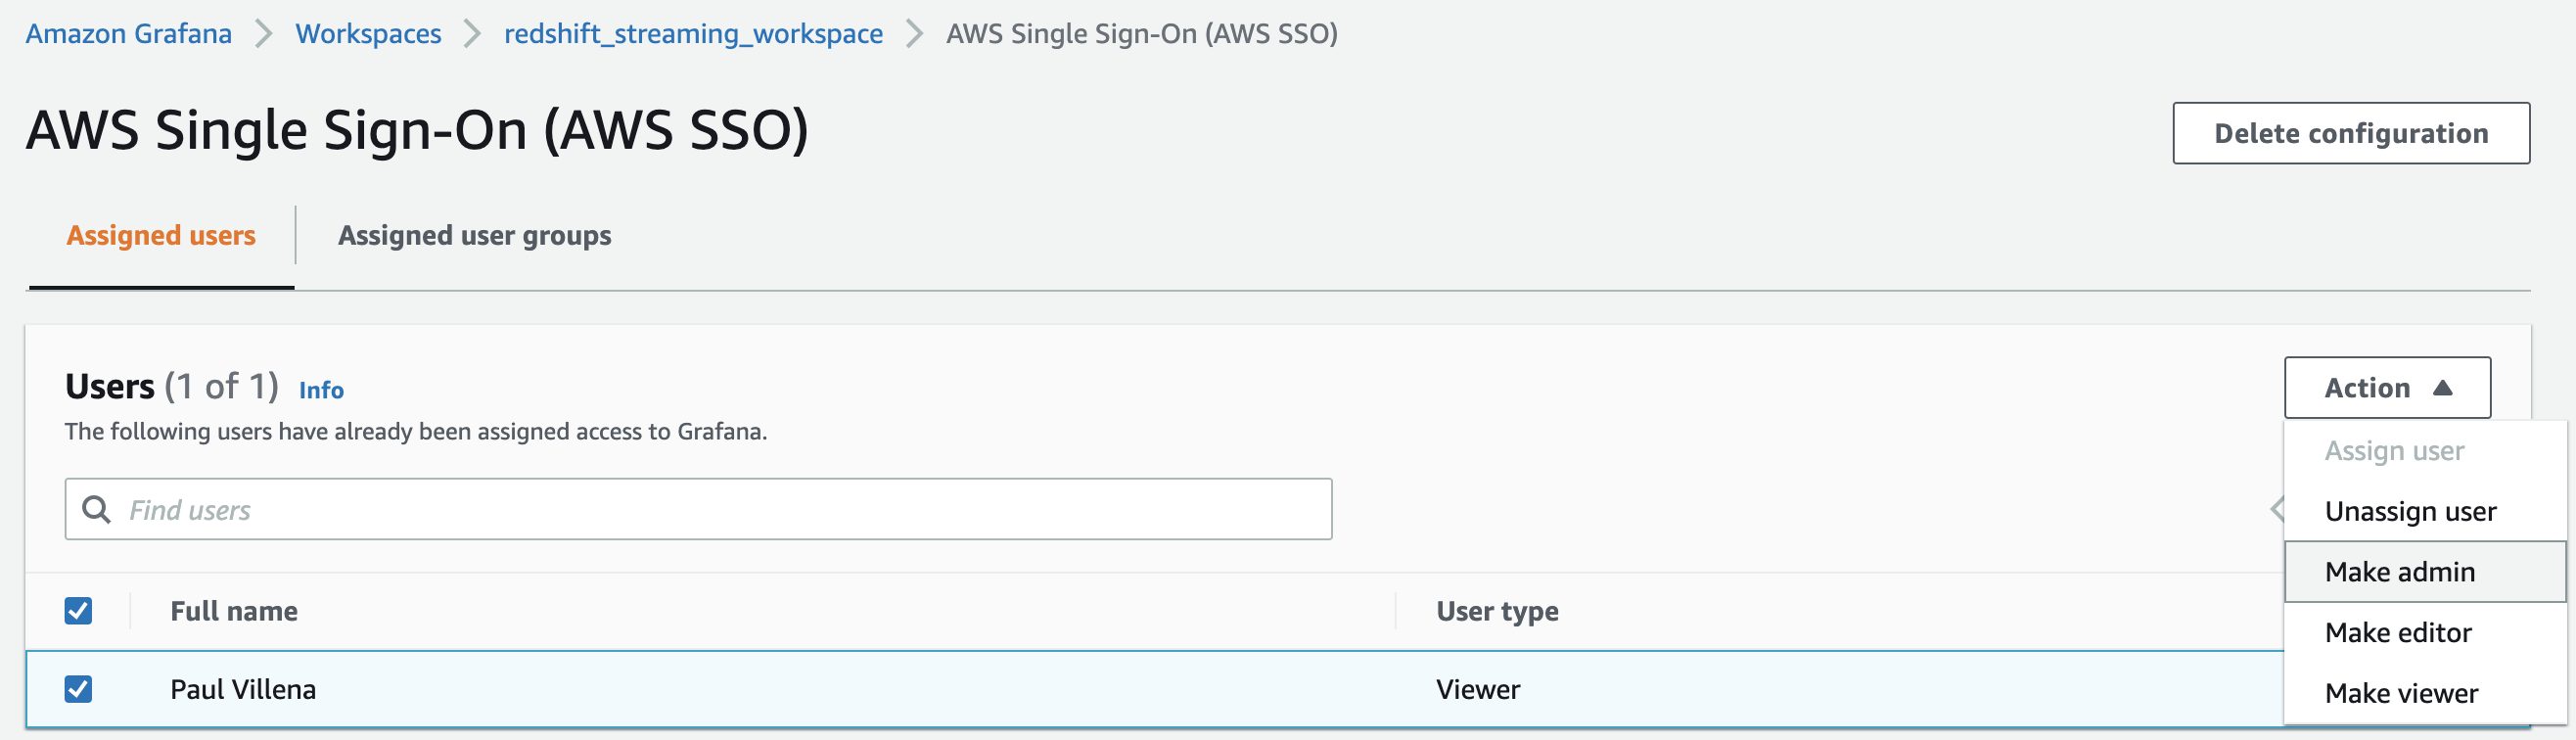 Amazon Grafana > Workspaces > redshift_streaming_workspace > AWS Single Sign-On (AWS SSO)
AWS Single Sign-On (AWS SSO)
Delete configuration
Assigned users
Assigned user groups
Users (1 of 1) Info
The following users have already been assigned access to Grafana.
Action
Assign user
Unassign user
Make admin
Make editor
Make viewer
Find users
Full name
User type
Paul Villena
Viewer